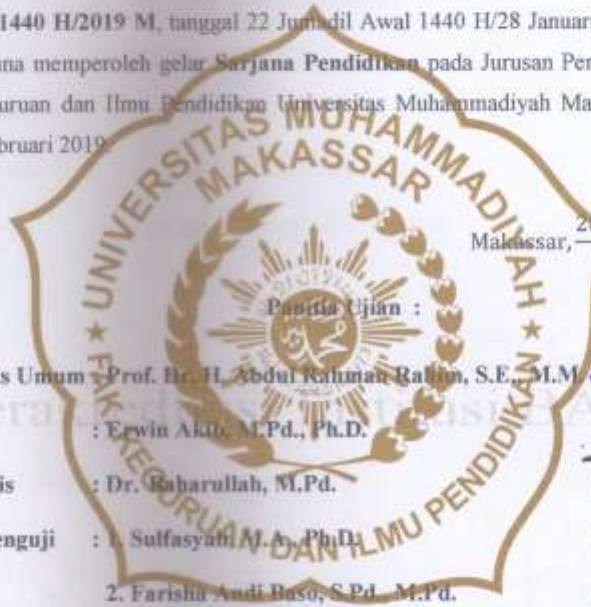 1440 H/2019 M, tanggal 22 Jumadil Awal 1440 H/28 Januari
na memperoleh gelar Sarjana Pendidikan pada Jurusan Pen
uruan dan Ilmu Pendidikan Universitas Muhammadiyah Ma
bruari 2019.
UNIVERSITAS MUHAMMADIYAH
MAKASSAR
Makassar, 2
Panitia Ujian :
s Umum : Prof. Dr. H. Abdul Rahman Rahim, S.E., M.M.
: Erwin Akib, M.Pd., Ph.D.
is : Dr. Baharullah, M.Pd.
enguji : 1. Sulfasyah, M.A., Ph.D.
2. Farisha Andi Baso, S.Pd., M.Pd.
FAK KEGURUAN DAN ILMU PENDIDIKAN